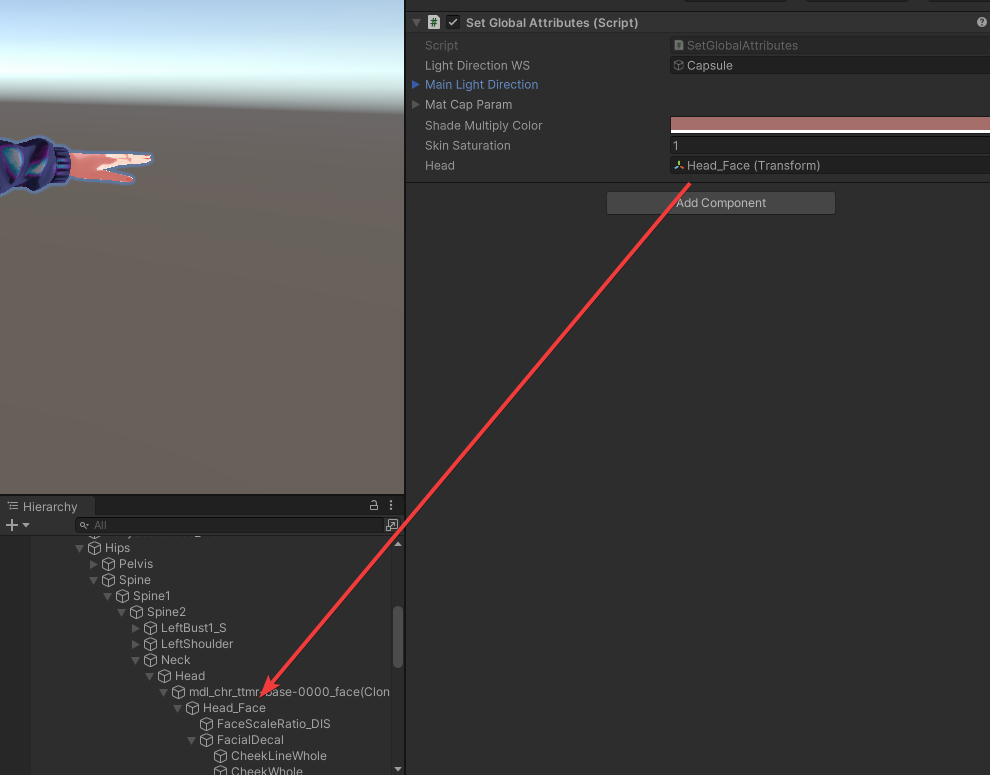 Set Global Attributes (Script)
Script
SetGlobalAttributes
Light Direction WS
Capsule
Main Light Direction
Mat Cap Param
Shade Multiply Color
Skin Saturation
1
Head
Head_Face (Transform)
Add Component
Hierarchy
All
Hips
Pelvis
Spine
Spine1
Spine2
LeftBust1_S
LeftShoulder
Neck
Head
mdl_chr_ttmr-base-0000_face(Clon
Head_Face
FaceScaleRatio_DIS
FacialDecal
CheekLineWhole
CheekWhole